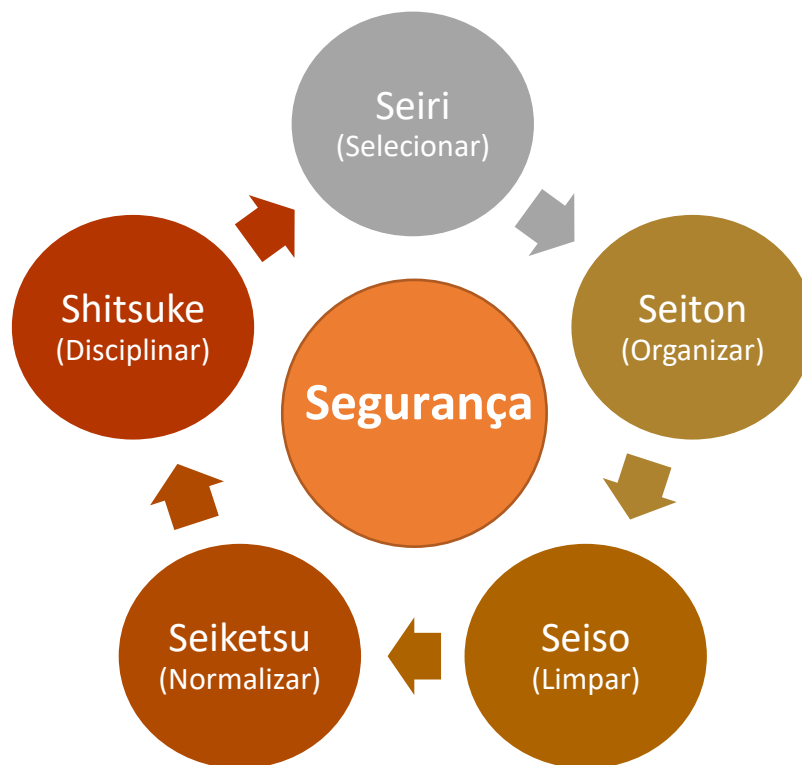 Seiri
(Selecionar)
Seiton
(Organizar)
Seiso
(Limpar)
Seiketsu
(Normalizar)
Shitsuke
(Disciplinar)
Segurança